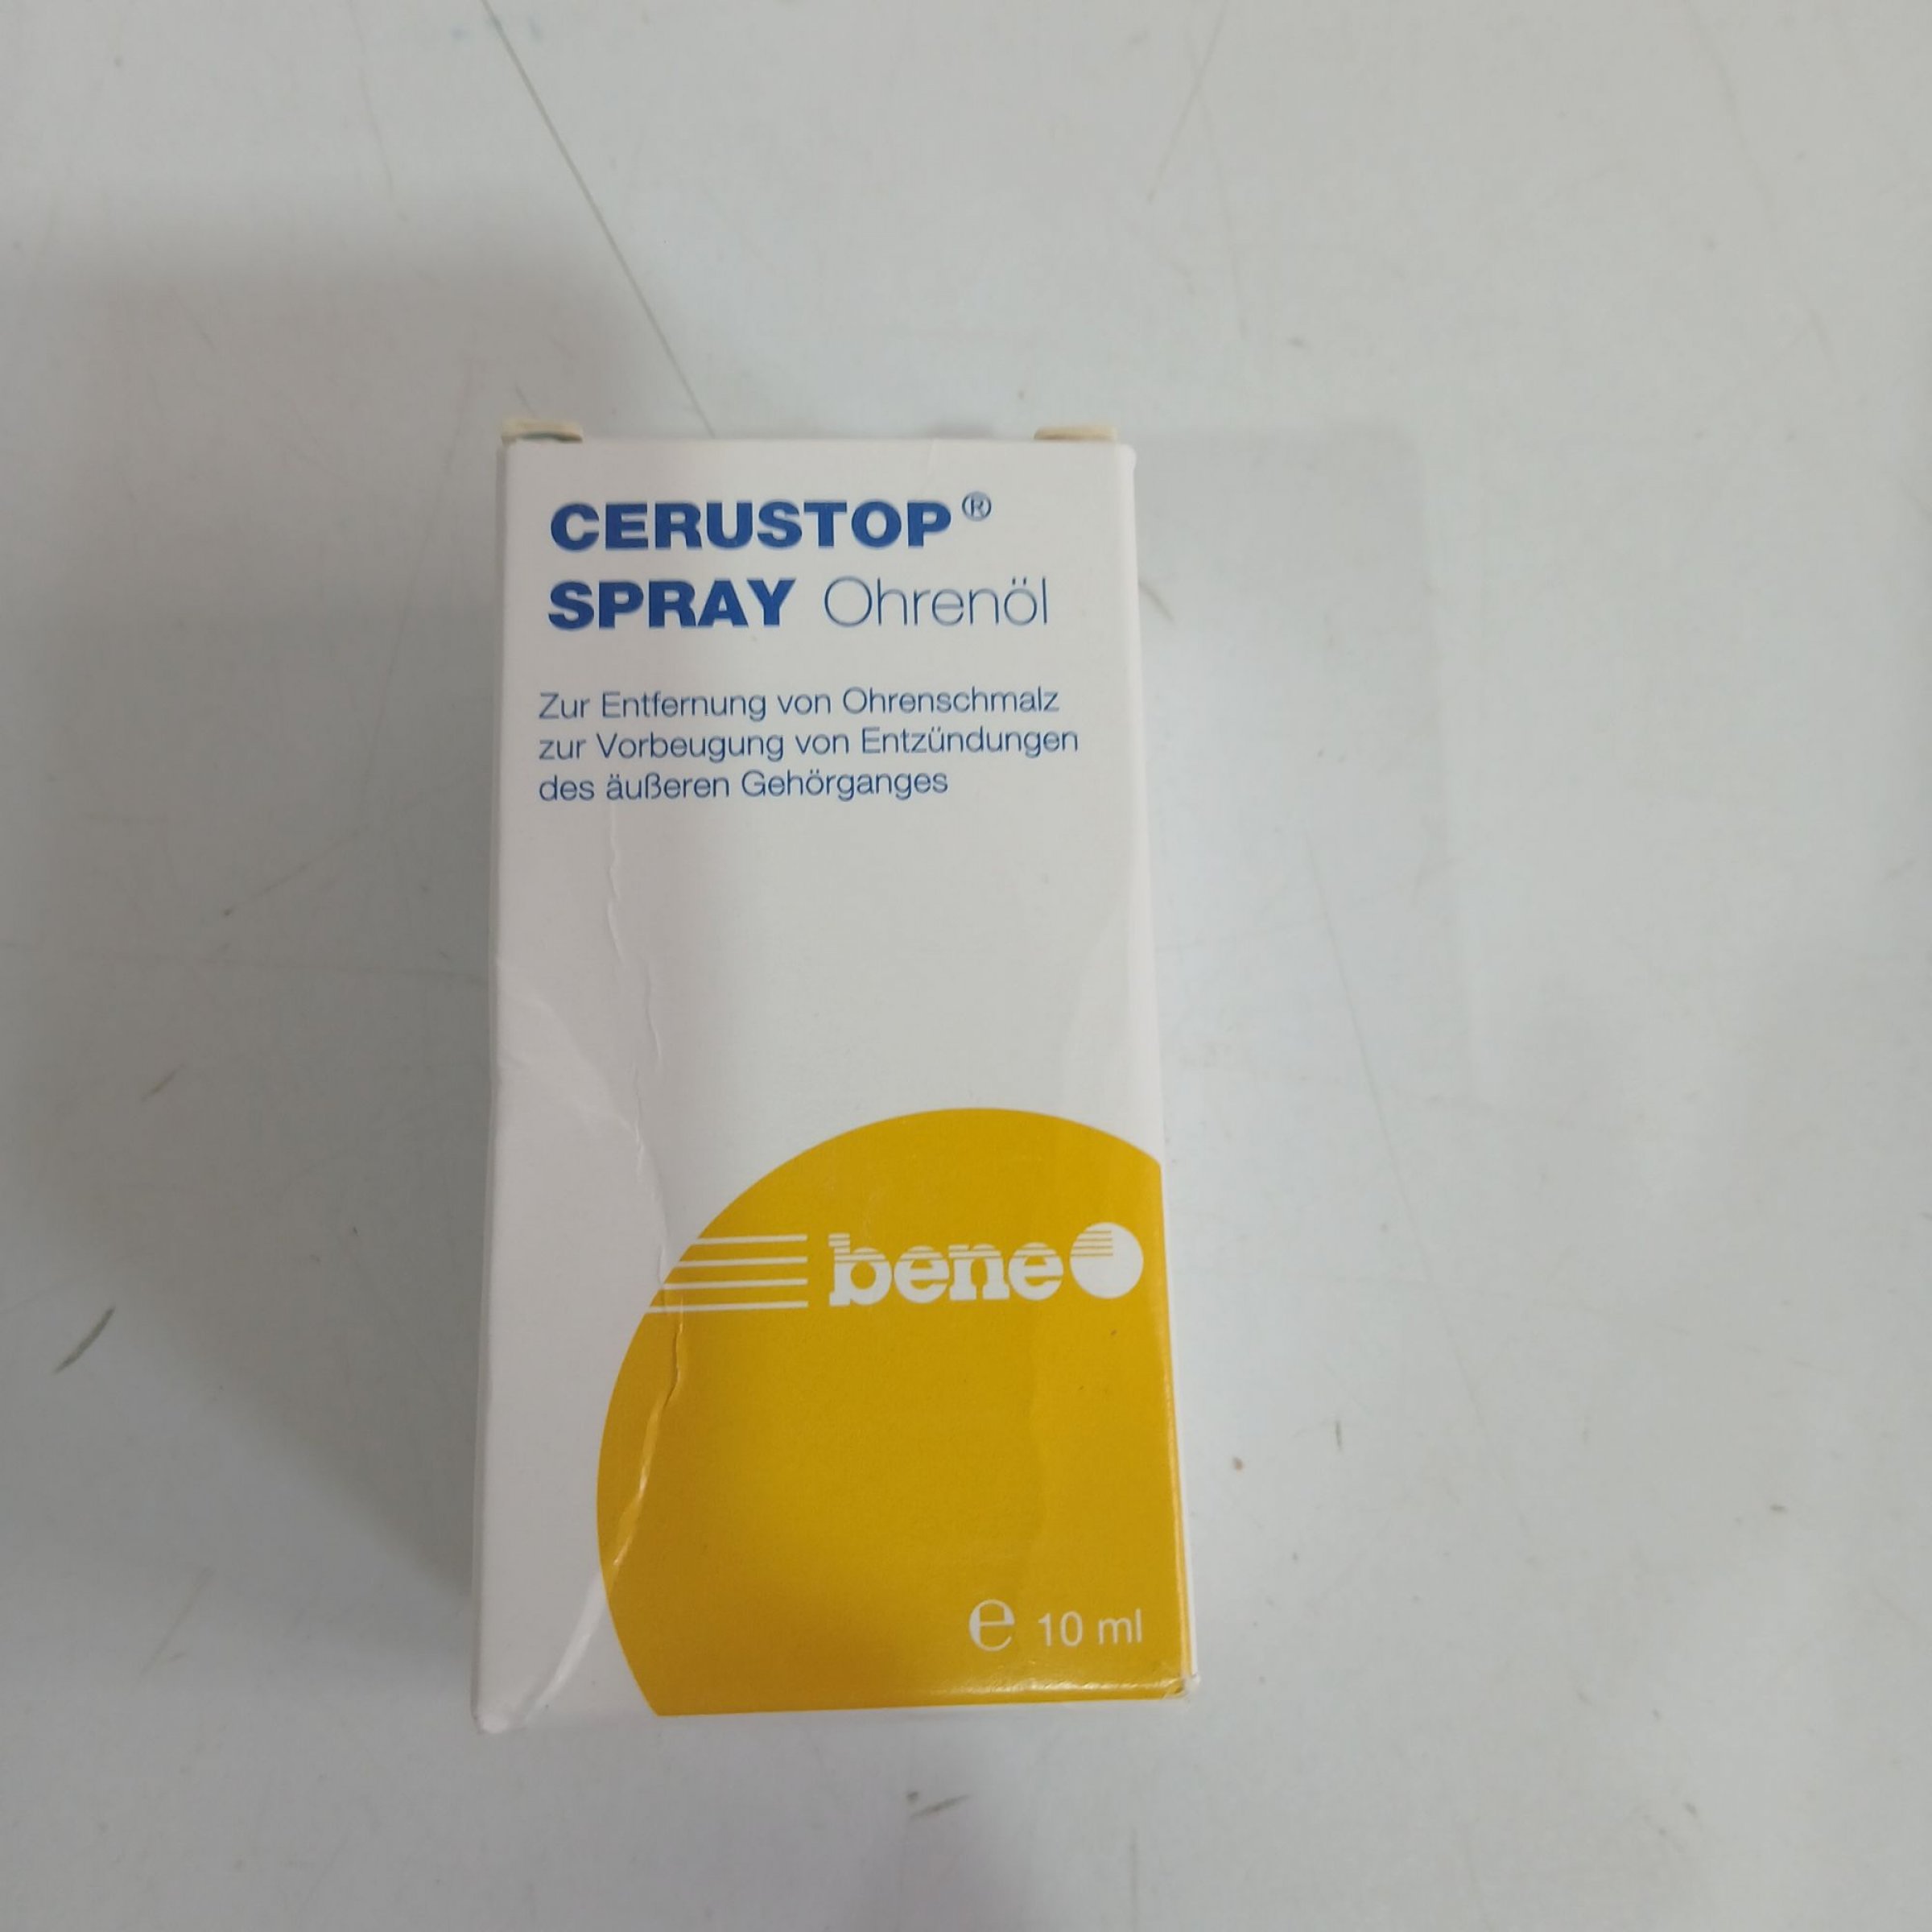 CERUSTOP®
SPRAY Ohrenöl
Zur Entfernung von Ohrenschmalz
zur Vorbeugung von Entzündungen
des äußeren Gehörganges
bene
℮ 10 ml